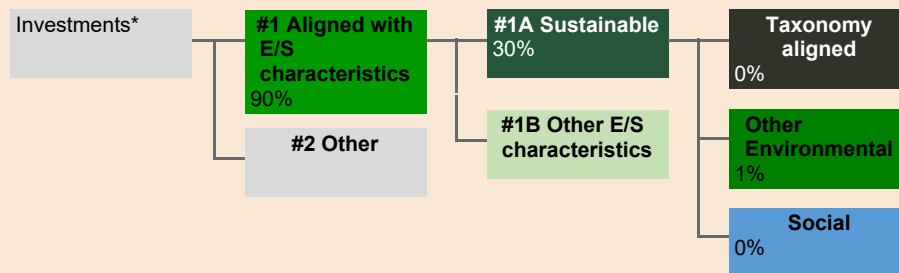 Investments*
#1 Aligned with
E/S
characteristics
90%
#2 Other
#1A Sustainable
30%
#1B Other E/S
characteristics
Taxonomy
aligned
0%
Other
Environmental
1%
Social
0%